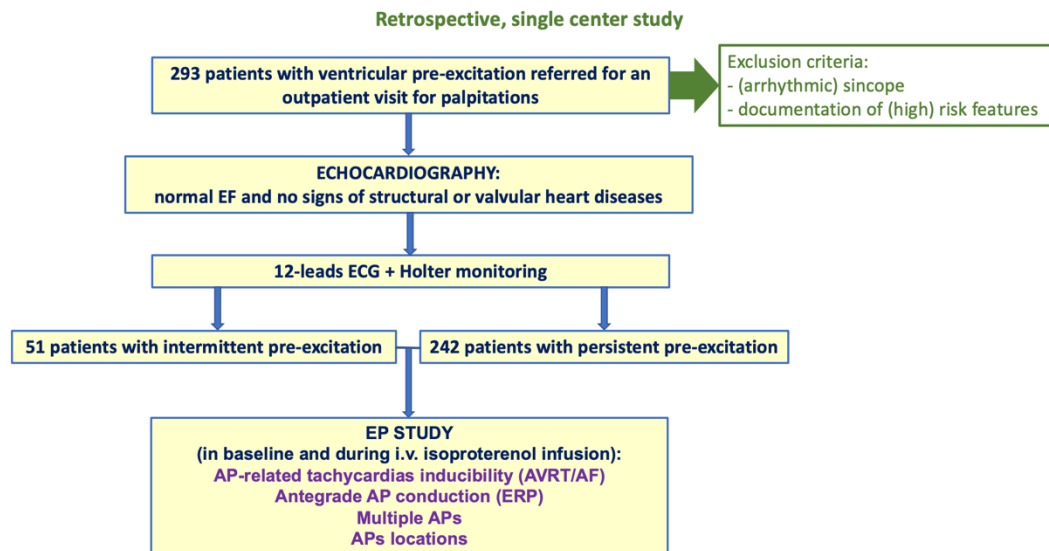 Retrospective, single center study
293 patients with ventricular pre-excitation referred for an
outpatient visit for palpitations
Exclusion criteria:
- (arrhythmic) sincope
- documentation of (high) risk features
ECHOCARDIOGRAPHY:
normal EF and no signs of structural or valvular heart diseases
12-leads ECG + Holter monitoring
51 patients with intermittent pre-excitation
242 patients with persistent pre-excitation
EP STUDY
(in baseline and during i.v. isoproterenol infusion):
AP-related tachycardias inducibility (AVRT/AF)
Antegrade AP conduction (ERP)
Multiple APs
APs locations